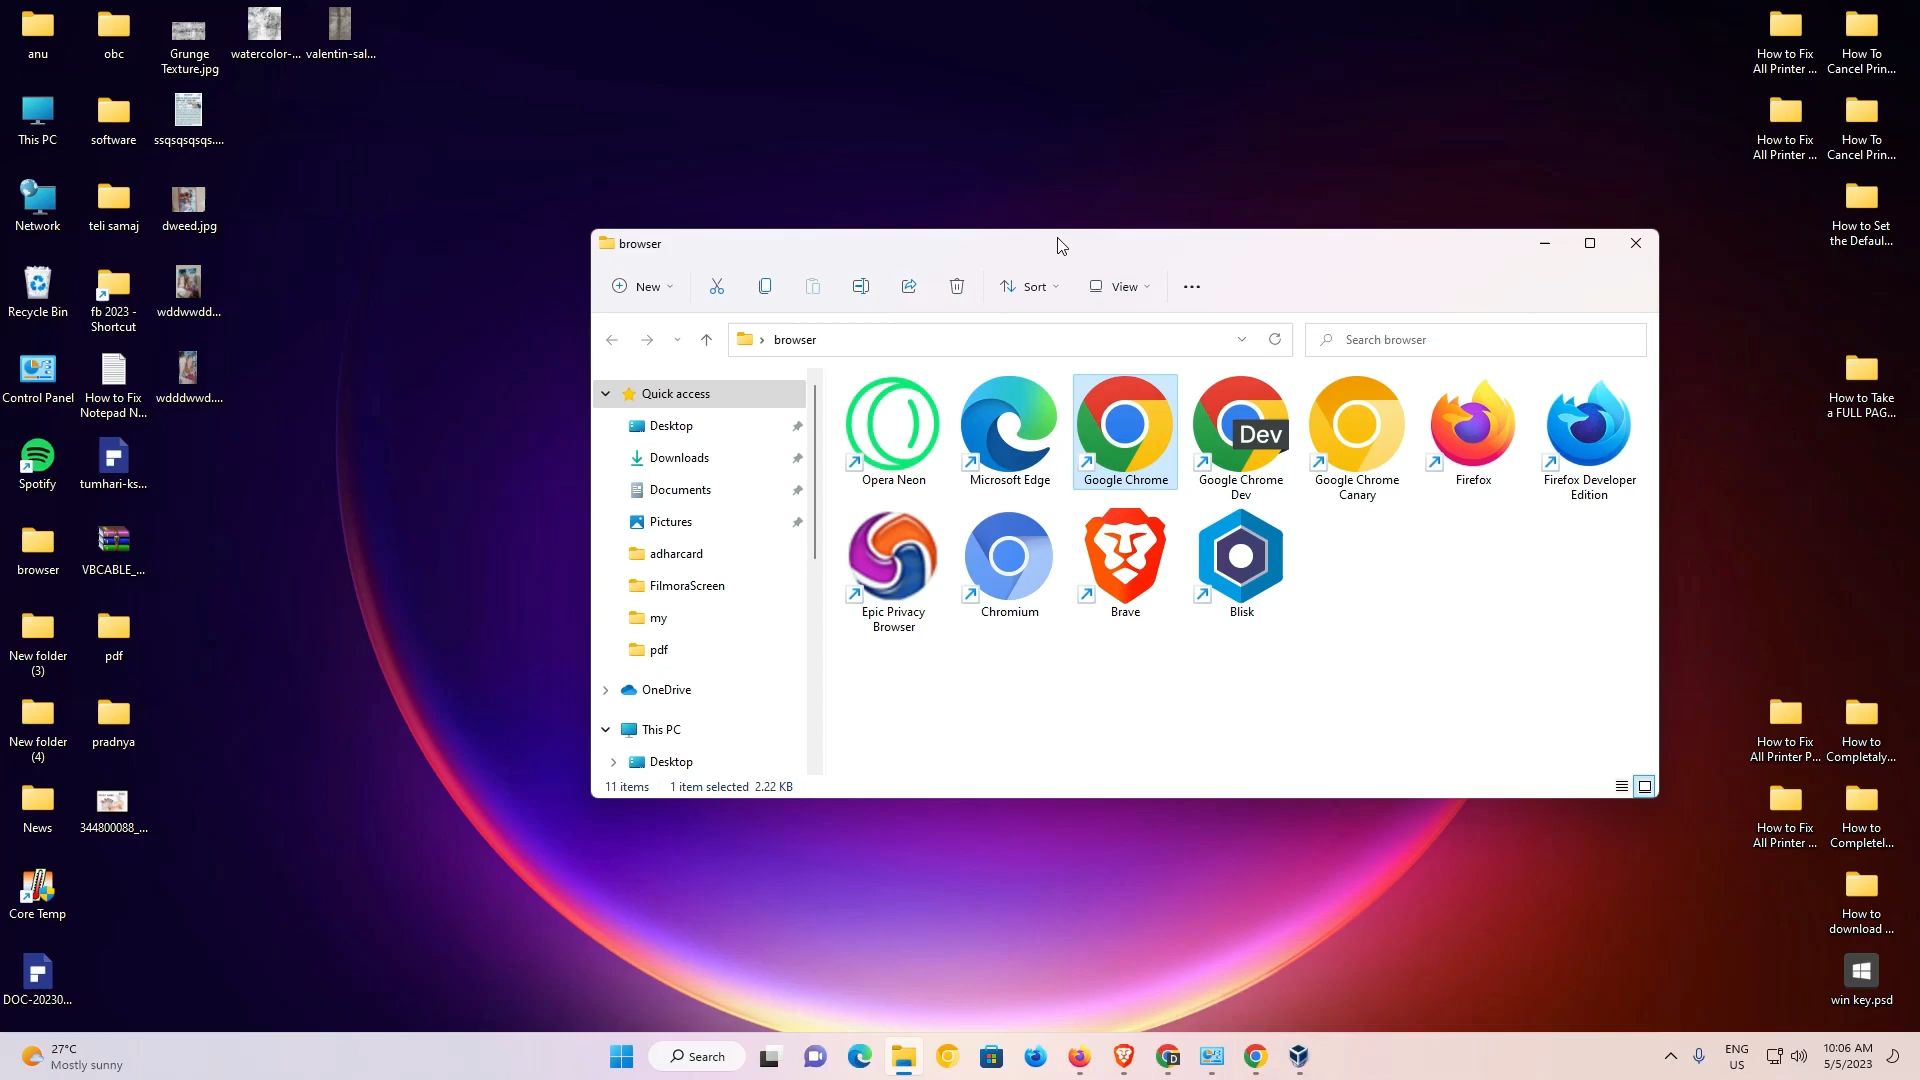 anu
obc
Grunge
Texture.jpg
watercolor-...
valentin-sal...
This PC
software
ssqsqsqsqs....
Network
teli samaj
dweed.jpg
Recycle Bin
fb 2023 -
Shortcut
wddwwdd...
Control Panel
How to Fix
Notepad N...
wdddwwd....
Spotify
tumhari-ks...
browser
VBCABLE_...
New folder
(3)
pdf
New folder
(4)
pradnya
News
344800088_...
Core Temp
DOC-20230...
browser
New
Sort
View
browser
Search browser
Quick access
Desktop
Downloads
Documents
Pictures
adharcard
FilmoraScreen
my
pdf
OneDrive
This PC
Desktop
Opera Neon
Microsoft Edge
Google Chrome
Dev
Google Chrome
Dev
Google Chrome
Canary
Firefox
Firefox Developer
Edition
Epic Privacy
Browser
Chromium
Brave
Blisk
11 items
1 item selected 2.22 KB
How to Fix
All Printer ...
How To
Cancel Prin...
How to Fix
All Printer ...
How To
Cancel Prin...
How to Set
the Defaul...
How to Take
a FULL PAG...
How to Fix
All Printer P...
How to
Completaly...
How to Fix
All Printer ...
How to
Completel...
How to
download ...
win key.psd
27°C
Mostly sunny
Search
D
ENG
US
10:06 AM
5/5/2023